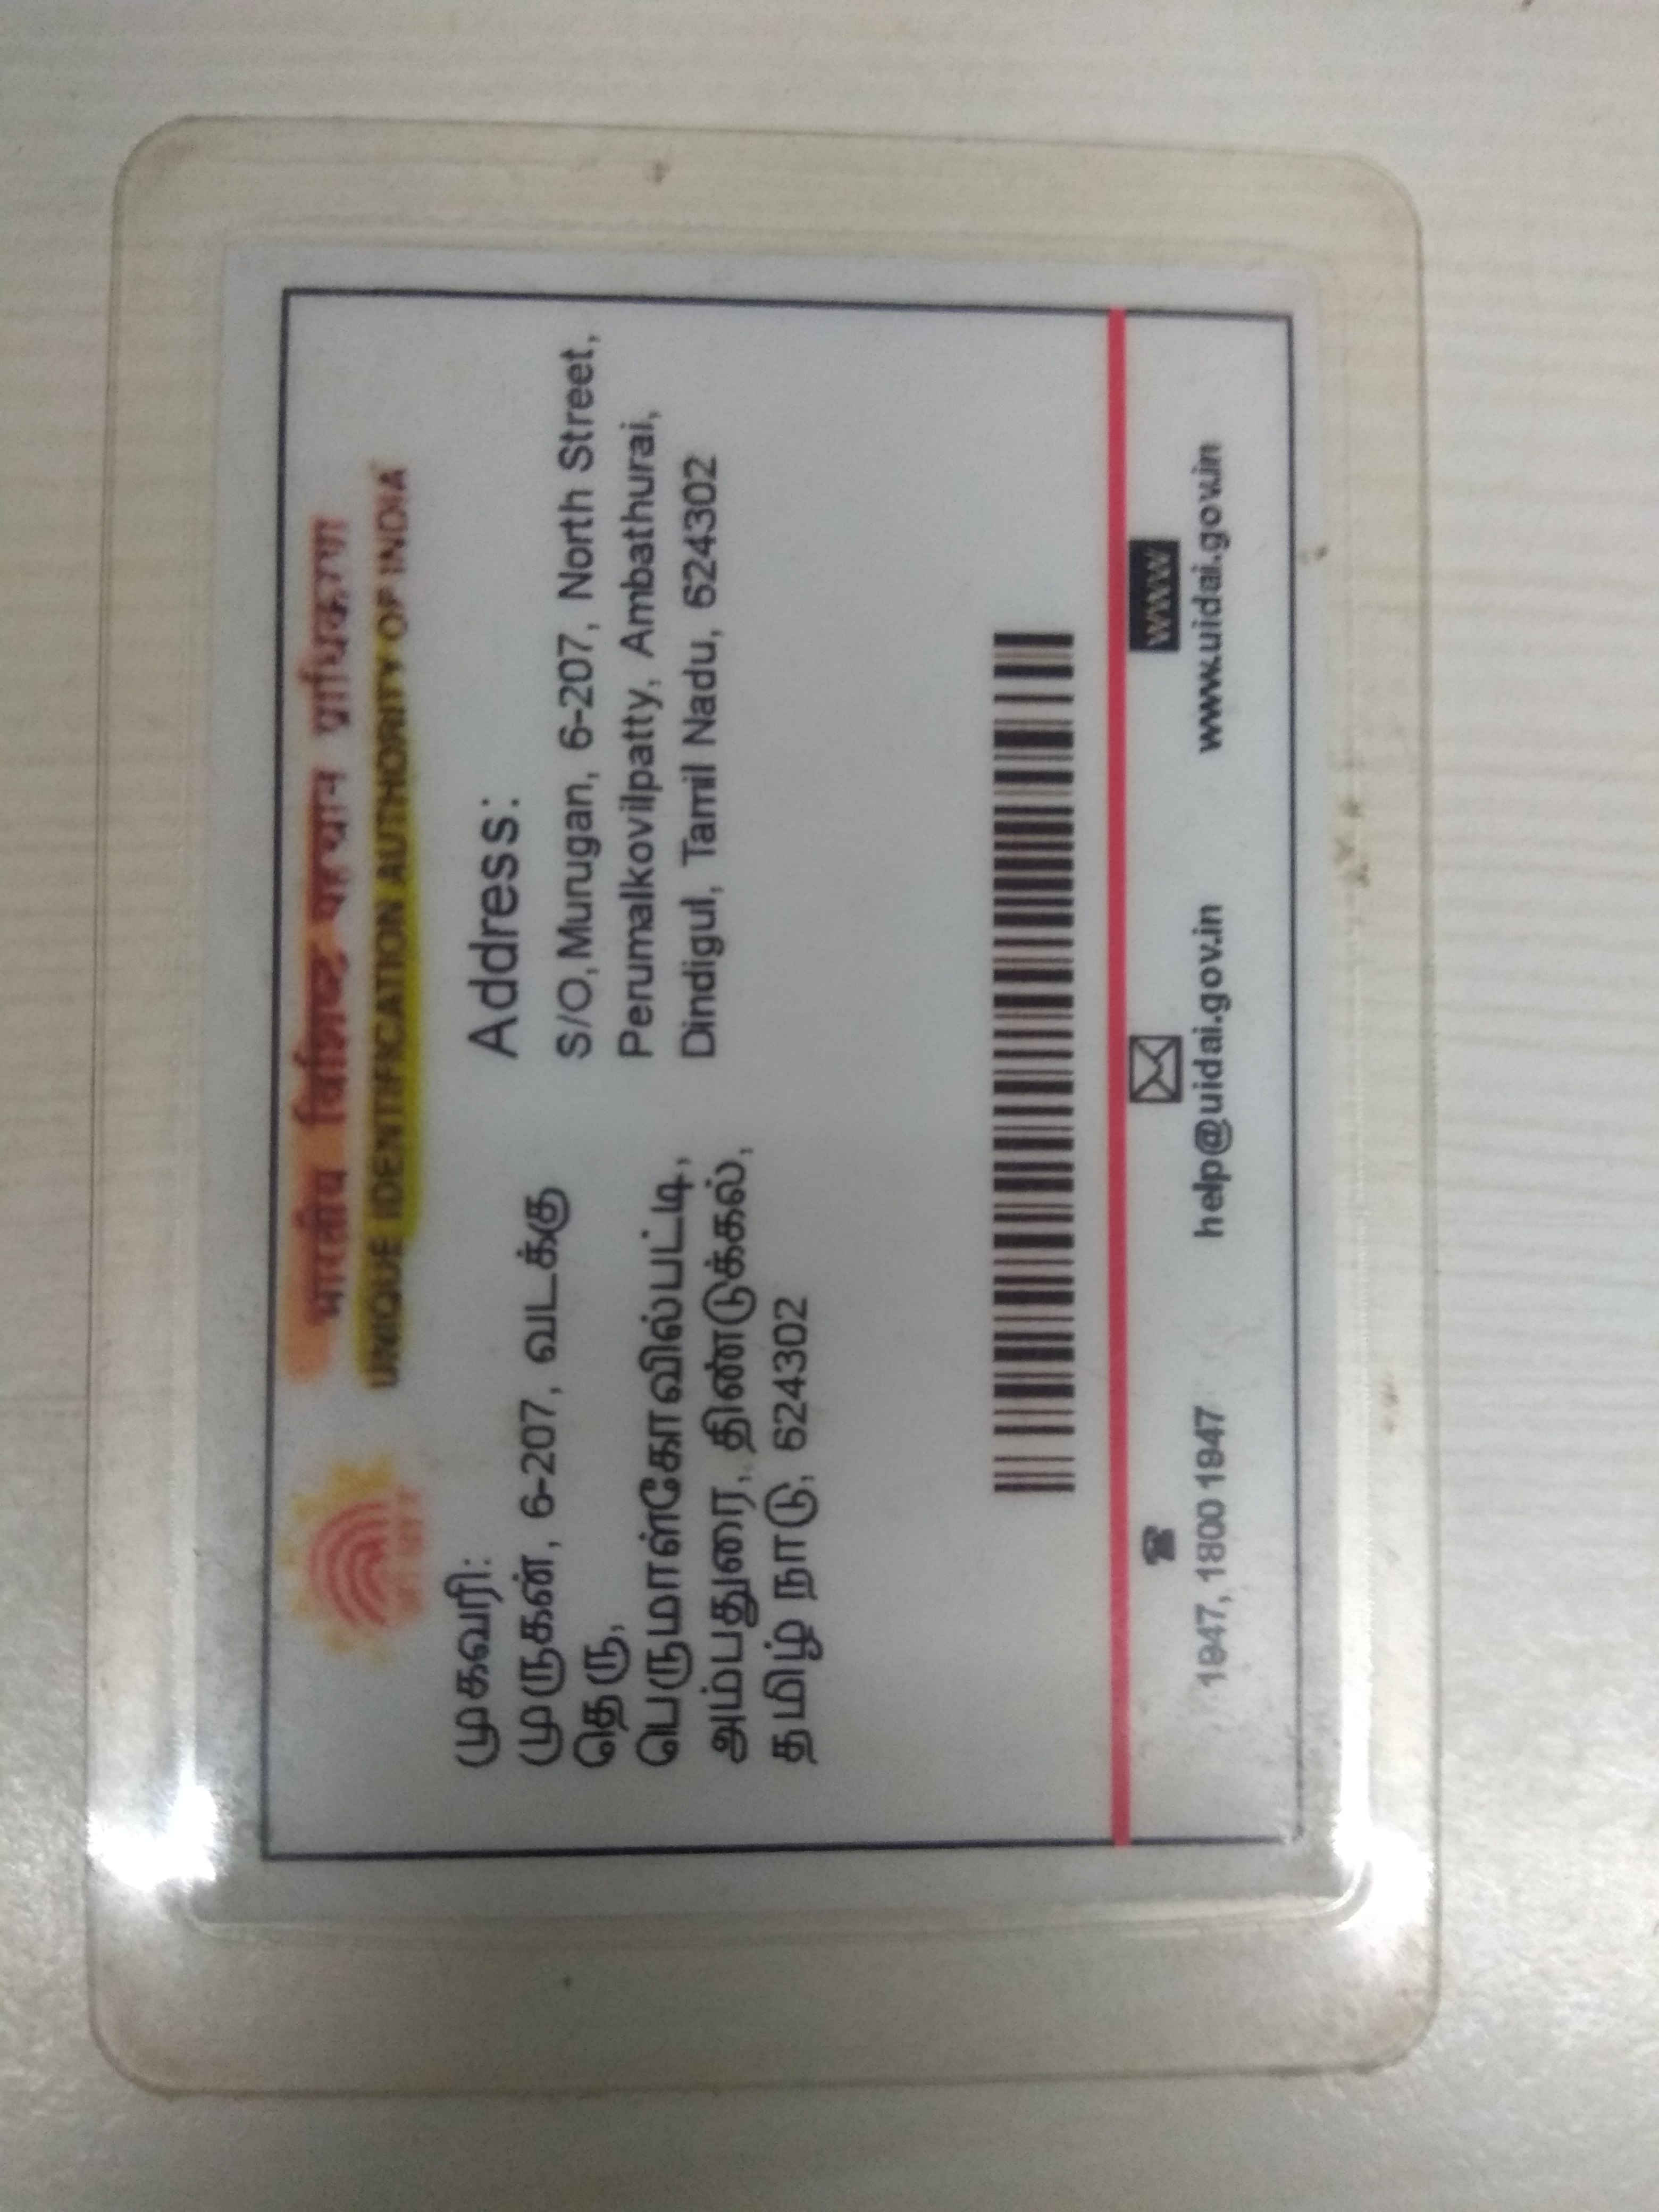 भारतीय विशिष्ट पहचान प्राधिकरण
UNIQUE IDENTIFICATION AUTHORITY OF INDIA
முகவரி:
முருகன், 6-207, வடக்கு
தெரு,
பெருமாள்கோவில்பட்டி,
அம்பதுரை, திண்டுக்கல்,
தமிழ் நாடு, 624302
Address:
S/O,Murugan, 6-207, North Street,
Perumalkovilpatty, Ambathurai,
Dindigul, Tamil Nadu, 624302
1947, 1800 1947
help@uidai.gov.in
WWW
www.uidai.gov.in